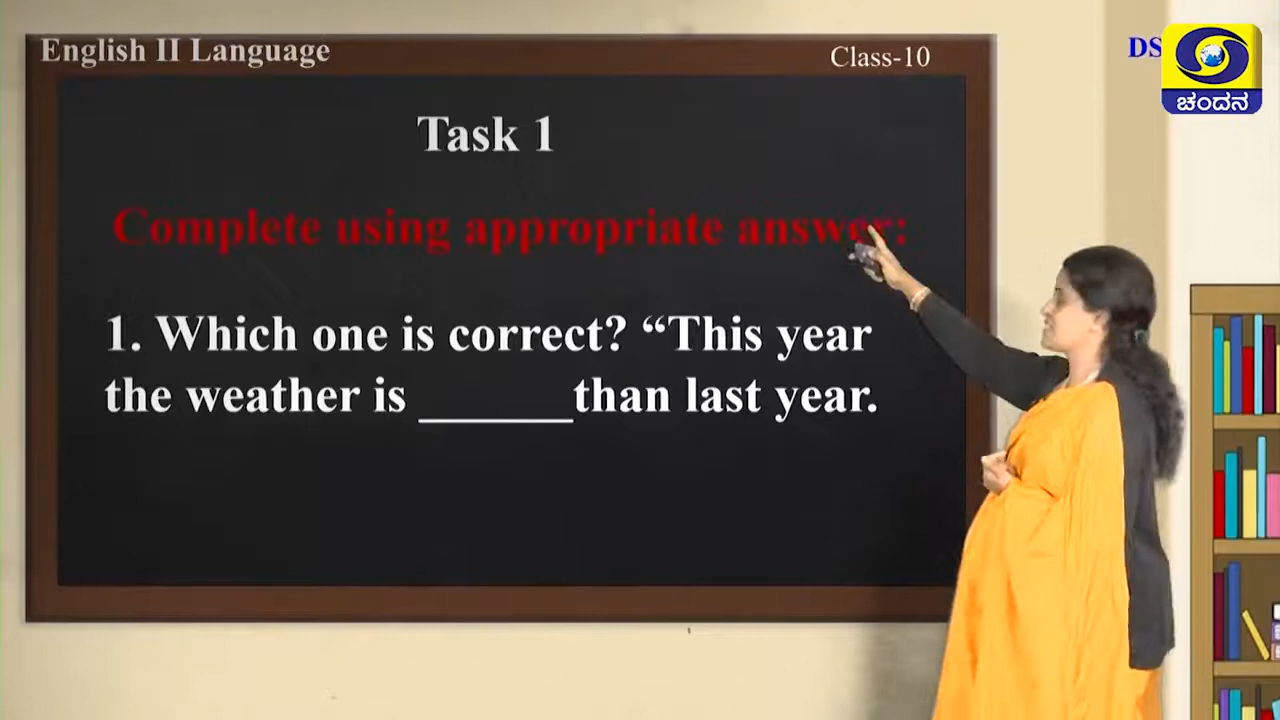 English II Language
Class-10
DS
ಚಂದನ
Task 1
Complete using appropriate answer:
1. Which one is correct? “This year
the weather is ______than last year.